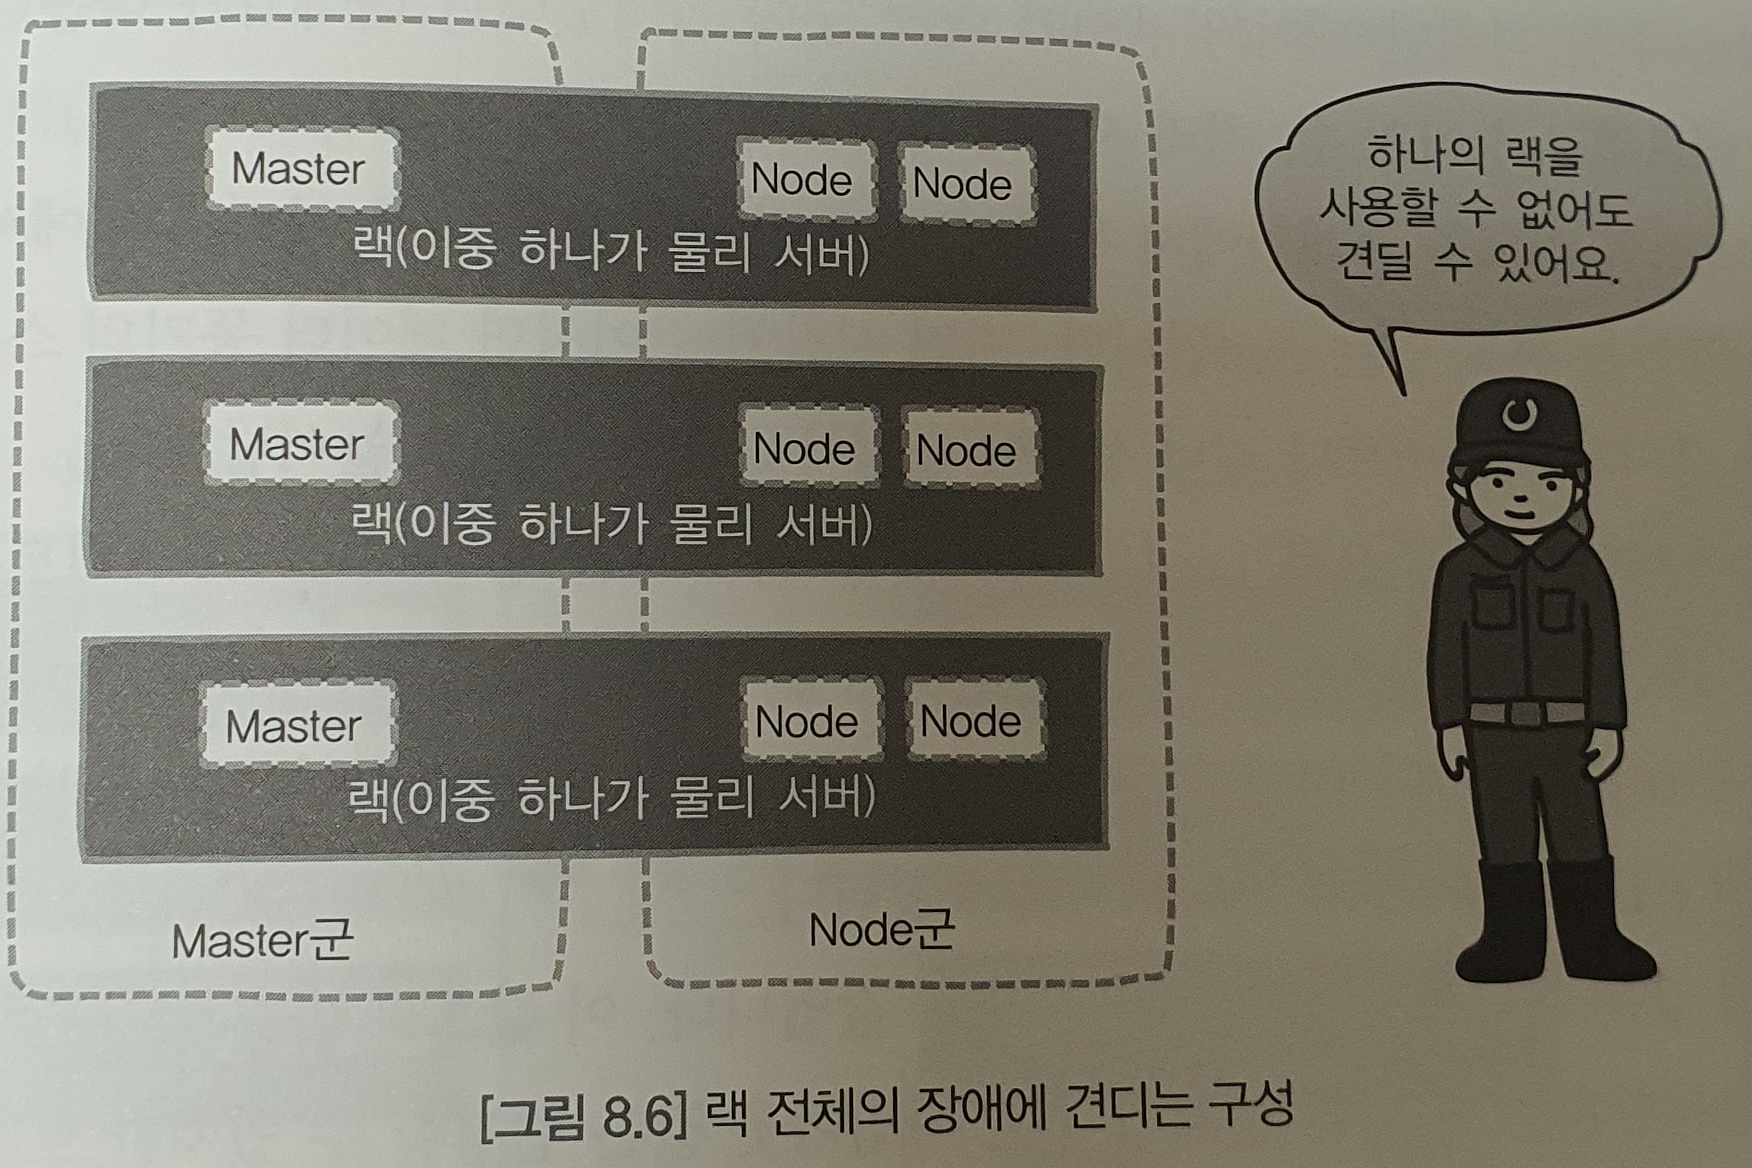 Master
Node
Node
랙(이중 하나가 물리 서버)
Master
Node
Node
랙(이중 하나가 물리 서버)
Master
Node
Node
랙(이중 하나가 물리 서버)
Master군
Node군
하나의 랙을
사용할 수 없어도
견딜 수 있어요.
[그림 8.6] 랙 전체의 장애에 견디는 구성